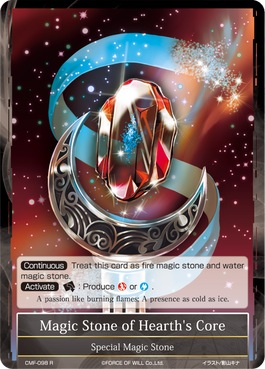 Continuous Treat this card as fire magic stone and water
magic stone.
Activate : Produce or .
A passion like burning flames; A presence as cold as ice.
Magic Stone of Hearth's Core
Special Magic Stone
CMF-098 R ©FORCE OF WILL Co.,Ltd. イラスト/影山キナ